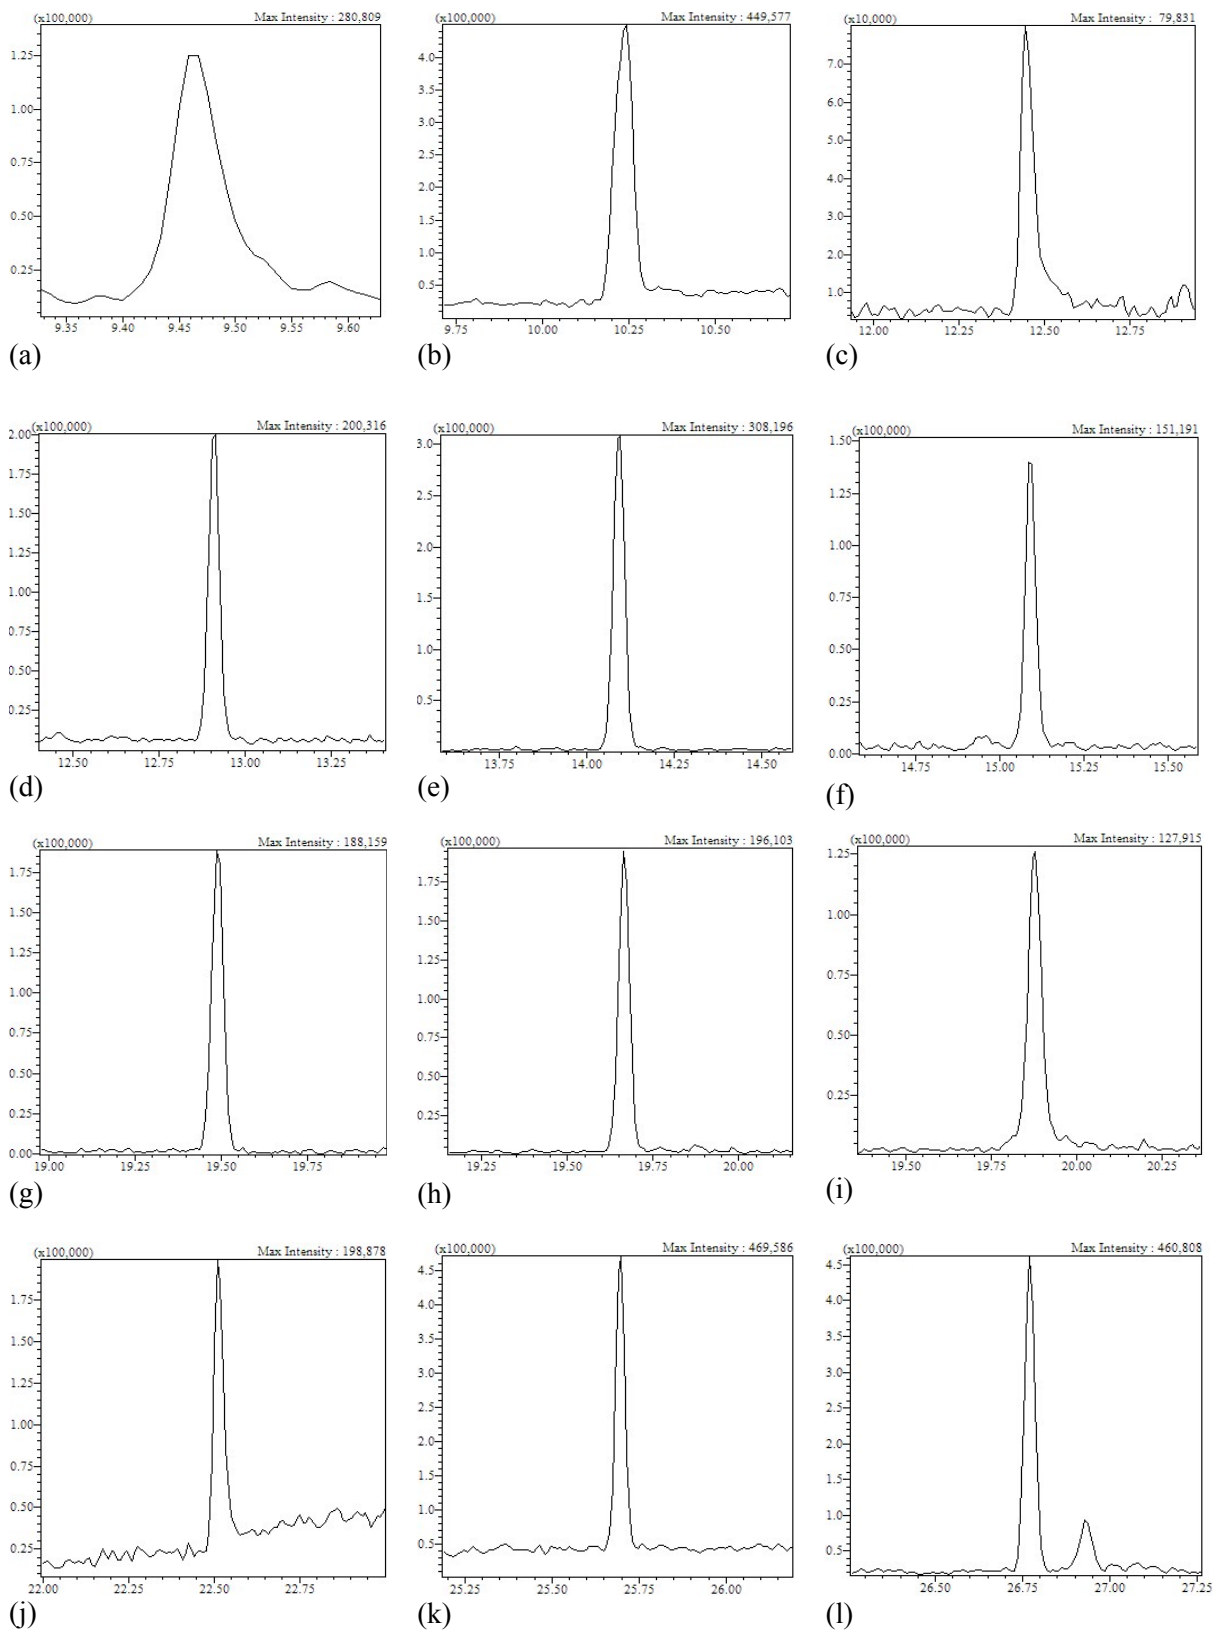 (x100,000) Max Intensity : 280,809
1.25
1.00
0.75
0.50
0.25
9.35 9.40 9.45 9.50 9.55 9.60
(a)
(x100,000) Max Intensity : 449,577
4.0
3.5
3.0
2.5
2.0
1.5
1.0
0.5
9.75 10.00 10.25 10.50
(b)
(x10,000) Max Intensity : 79,831
7.0
6.0
5.0
4.0
3.0
2.0
1.0
12.00 12.25 12.50 12.75
(c)
(x100,000) Max Intensity : 200,316
2.00
1.75
1.50
1.25
1.00
0.75
0.50
0.25
12.50 12.75 13.00 13.25
(d)
(x100,000) Max Intensity : 308,196
3.0
2.5
2.0
1.5
1.0
0.5
13.75 14.00 14.25 14.50
(e)
(x100,000) Max Intensity : 151,191
1.50
1.25
1.00
0.75
0.50
0.25
0.00
14.75 15.00 15.25 15.50
(f)
(x100,000) Max Intensity : 188,159
1.75
1.50
1.25
1.00
0.75
0.50
0.25
0.00
19.00 19.25 19.50 19.75
(g)
(x100,000) Max Intensity : 196,103
1.75
1.50
1.25
1.00
0.75
0.50
0.25
19.25 19.50 19.75 20.00
(h)
(x100,000) Max Intensity : 127,915
1.25
1.00
0.75
0.50
0.25
19.50 19.75 20.00 20.25
(i)
(x100,000) Max Intensity : 198,878
1.75
1.50
1.25
1.00
0.75
0.50
0.25
22.00 22.25 22.50 22.75
(j)
(x100,000) Max Intensity : 469,586
4.5
4.0
3.5
3.0
2.5
2.0
1.5
1.0
0.5
25.25 25.50 25.75 26.00
(k)
(x100,000) Max Intensity : 460,808
4.5
4.0
3.5
3.0
2.5
2.0
1.5
1.0
0.5
26.50 26.75 27.00 27.25
(l)